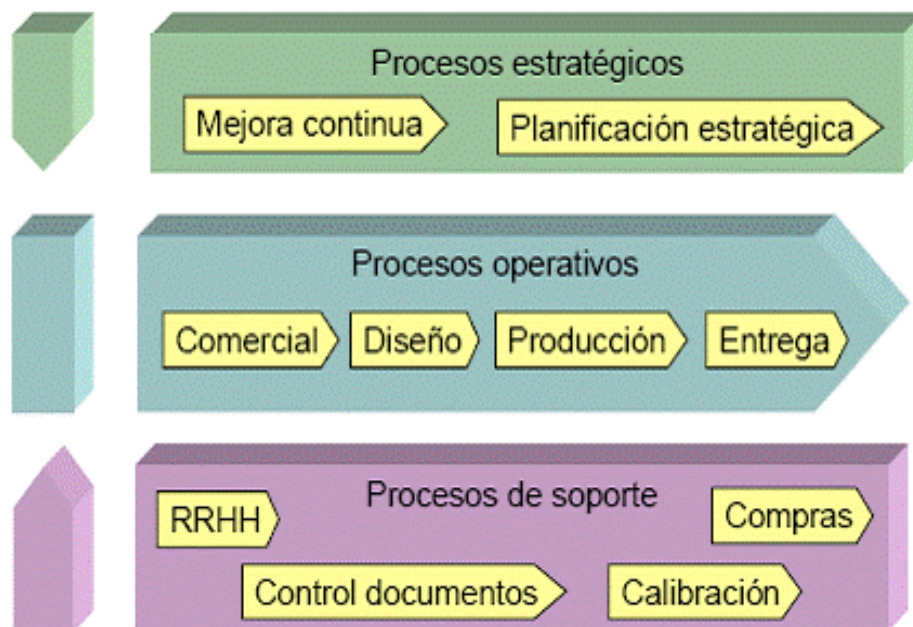 Procesos estratégicos
Mejora continua
Planificación estratégica
Procesos operativos
Comercial
Diseño
Producción
Entrega
Procesos de soporte
RRHH
Compras
Control documentos
Calibración